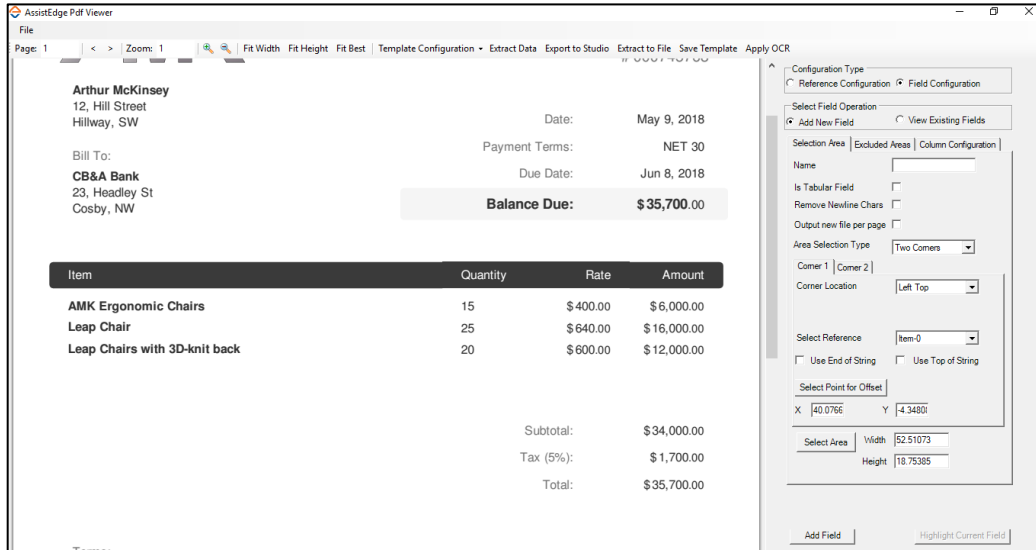 AssistEdge Pdf Viewer
File
Page: 1 < > Zoom: 1 Fit Width Fit Height Fit Best Template Configuration Extract Data Export to Studio Extract to File Save Template Apply OCR
Arthur McKinsey
12, Hill Street
Hillway, SW
Date: May 9, 2018
Payment Terms: NET 30
Bill To:
Due Date: Jun 8, 2018
CB&A Bank
23, Headley St
Cosby, NW
Balance Due: $35,700.00
Item Quantity Rate Amount
AMK Ergonomic Chairs 15 $400.00 $6,000.00
Leap Chair 25 $640.00 $16,000.00
Leap Chairs with 3D-knit back 20 $600.00 $12,000.00
Subtotal: $34,000.00
Tax (5%): $1,700.00
Total: $35,700.00
Configuration Type
Reference Configuration Field Configuration
Select Field Operation
Add New Field View Existing Fields
Selection Area Excluded Areas Column Configuration
Name
Is Tabular Field
Remove Newline Chars
Output new file per page
Area Selection Type Two Corners
Corner 1 Corner 2
Corner Location Left Top
Select Reference Item-0
Use End of String Use Top of String
Select Point for Offset
X 40.0766 Y -4.3480
Select Area Width 52.51073
Height 18.75385
Add Field Highlight Current Field